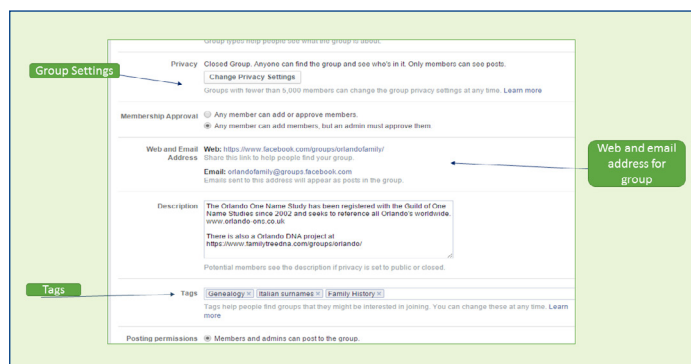 Group types help people see what the group is about.
Group Settings
Privacy Closed Group. Anyone can find the group and see who's in it. Only members can see posts.
Change Privacy Settings
Groups with fewer than 5,000 members can change the group privacy settings at any time. Learn more
Membership Approval Any member can add or approve members.
Any member can add members, but an admin must approve them
Web and Email Address
Web: https://www.facebook.com/groups/orlandofamily/
Share this link to help people find your group.
Email: orlandofamily@groups.facebook.com
Emails sent to this address will appear as posts in the group.
Web and email
address for
group
Description The Orlando One Name Study has been registered with the Guild of One
Name Studies since 2002 and seeks to reference all Orlando's worldwide.
www.orlando-ons.co.uk
There is also a Orlando DNA project at
https://www.familytreedna.com/groups/orlando/
Potential members see the description if privacy is set to public or closed.
Tags
Tags Genealogy × Italian surnames × Family History ×
Tags help people find groups that they might be interested in joining. You can change these at any time. Learn
more
Posting permissions Members and admins can post to the group.